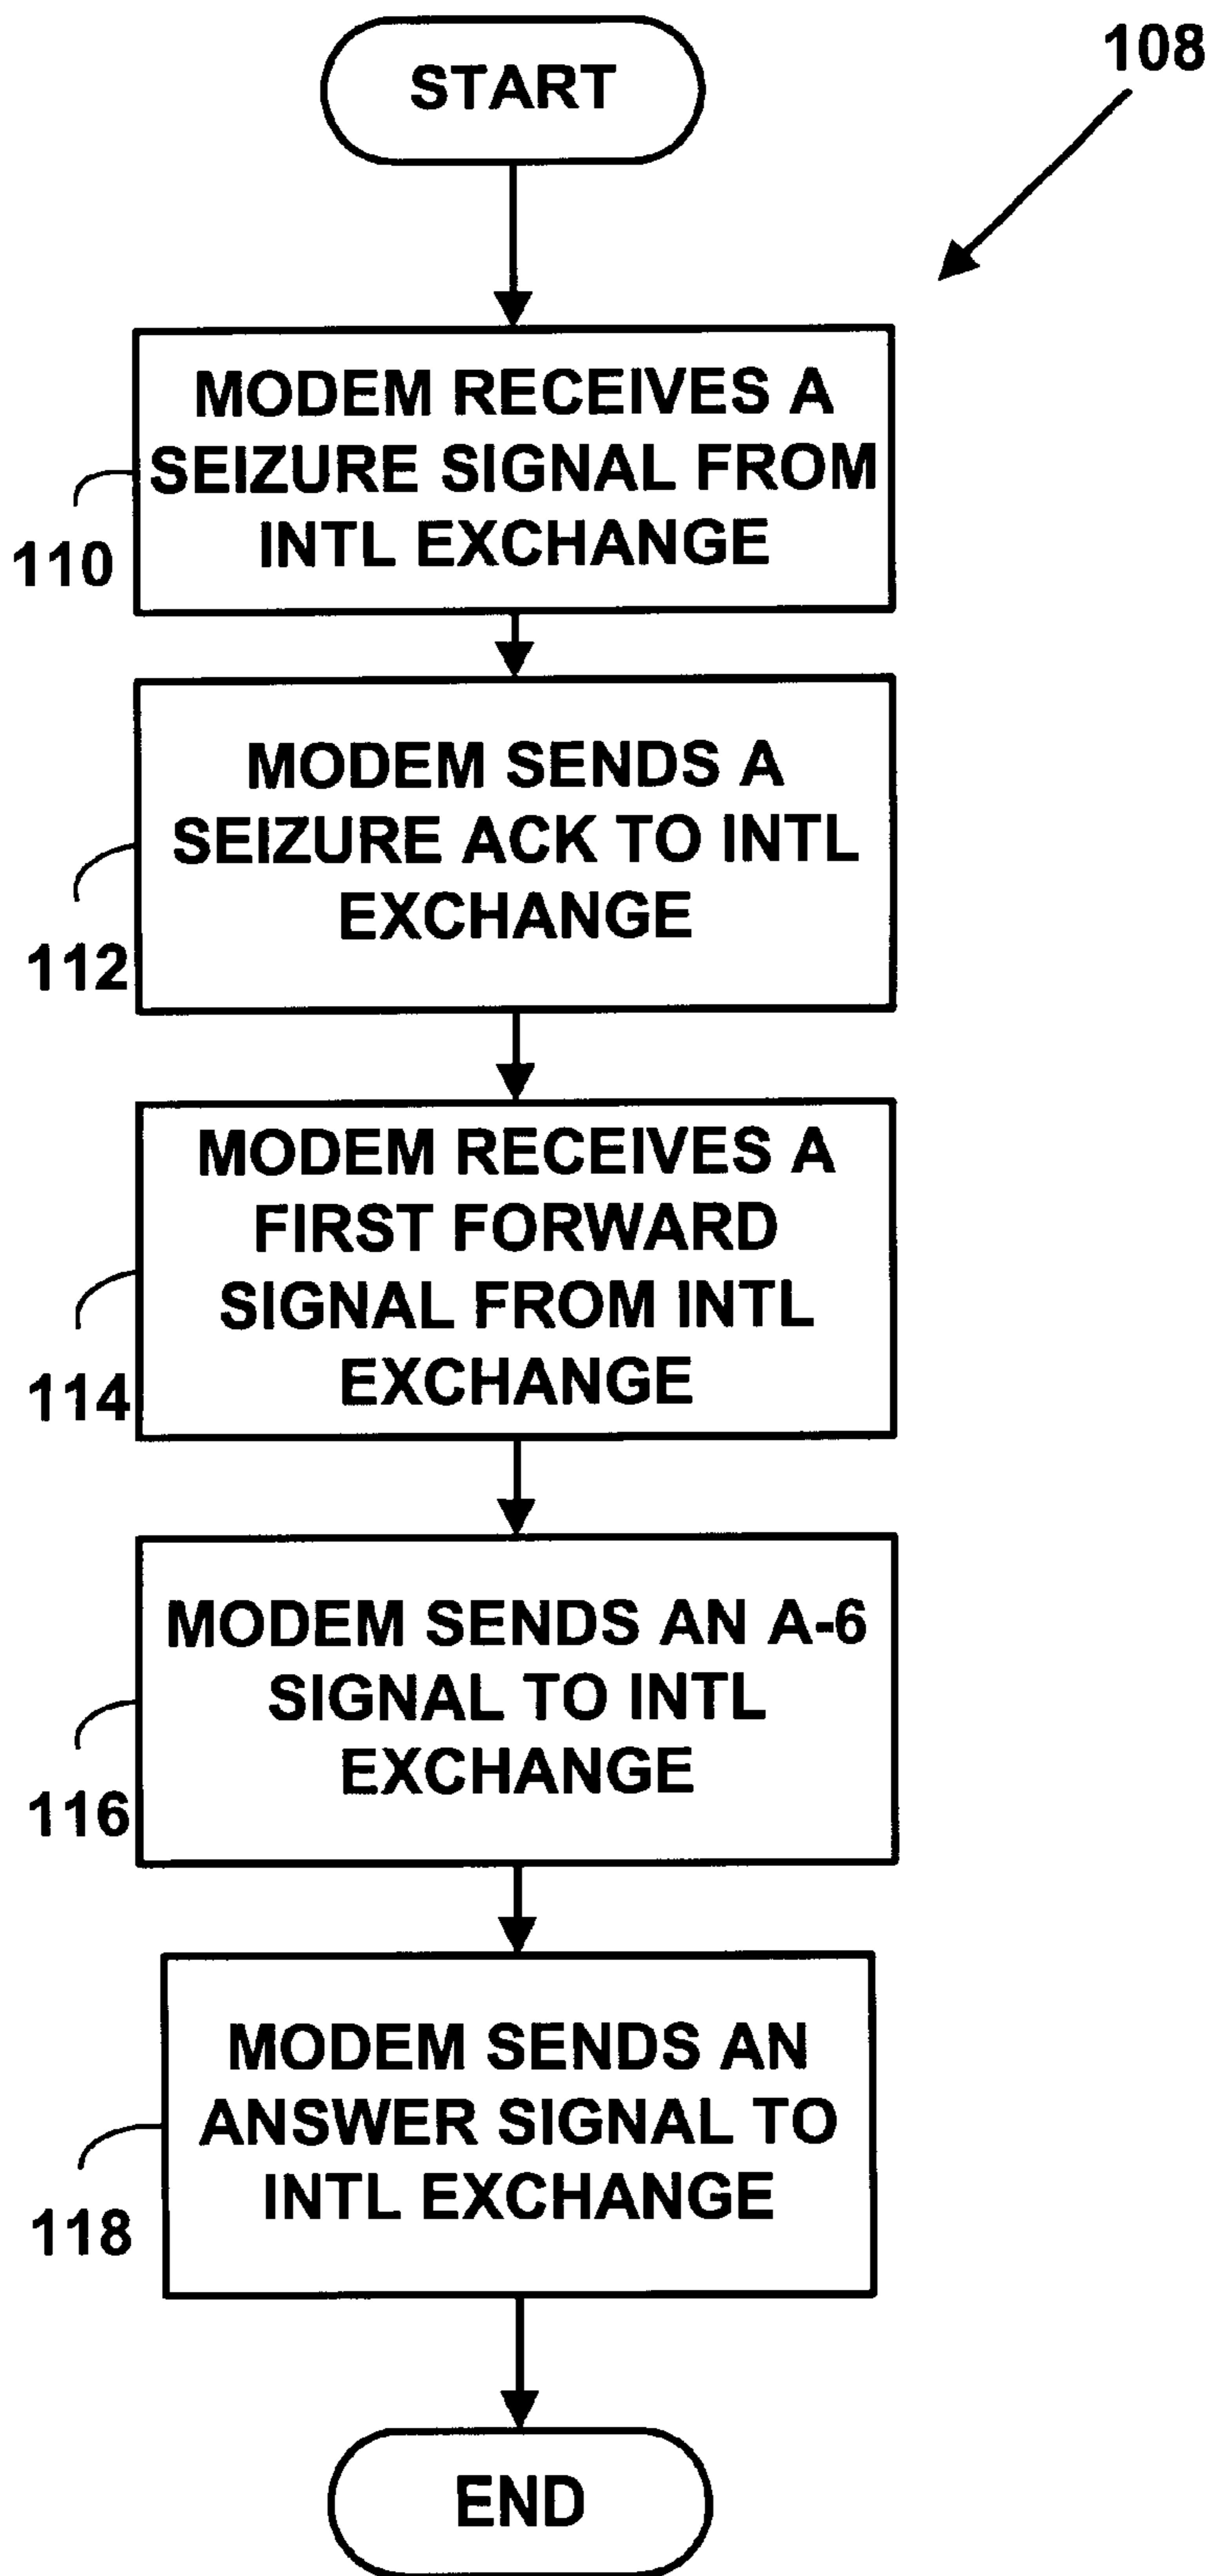 108
START
MODEM RECEIVES A
SEIZURE SIGNAL FROM
INTL EXCHANGE
110
MODEM SENDS A
SEIZURE ACK TO INTL
EXCHANGE
112
MODEM RECEIVES A
FIRST FORWARD
SIGNAL FROM INTL
EXCHANGE
114
MODEM SENDS AN A-6
SIGNAL TO INTL
EXCHANGE
116
MODEM SENDS AN
ANSWER SIGNAL TO
INTL EXCHANGE
118
END